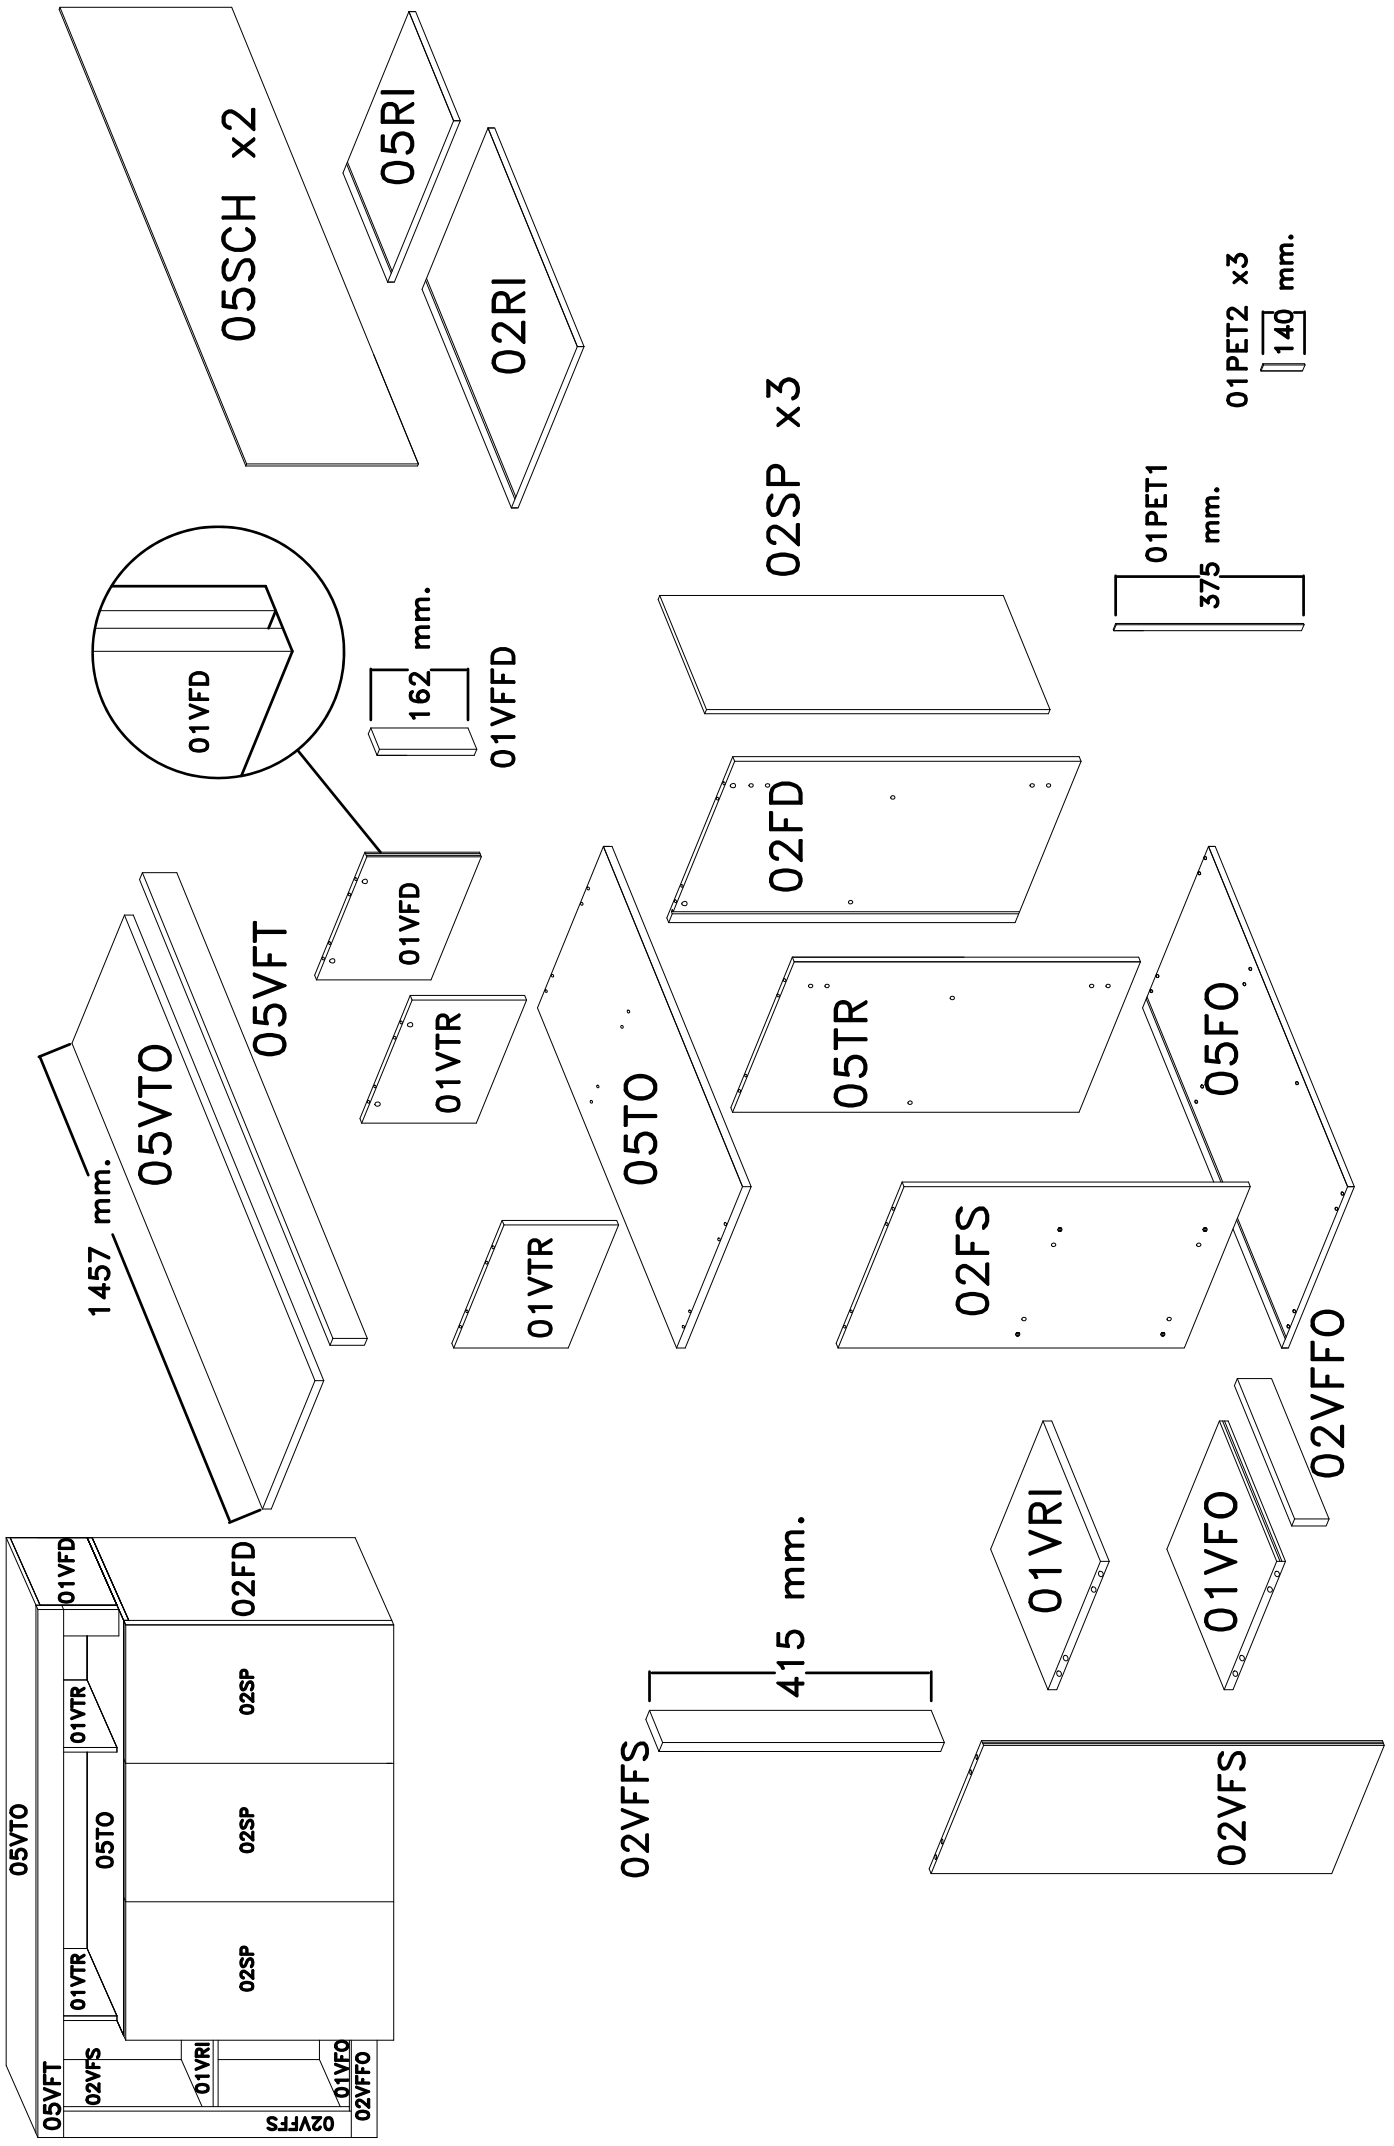 05VTO
01VFD
05VFT
01VTR
01VTR
05TO
02VFS
01VRI
02VFFS
01VFO
02VFFO
02SP
02SP
02SP
02FD
1457 mm.
05VTO
05VFT
01VFD
05SCH x2
01VTR
01VTR
01VFD
162 mm.
01VFFD
05RI
02RI
05TO
02VFFS
415 mm.
02FD
02SP x3
05TR
02FS
01VRI
01VFO
02VFFO
02VFS
05FO
01PET1
375 mm.
01PET2 x3
140 mm.